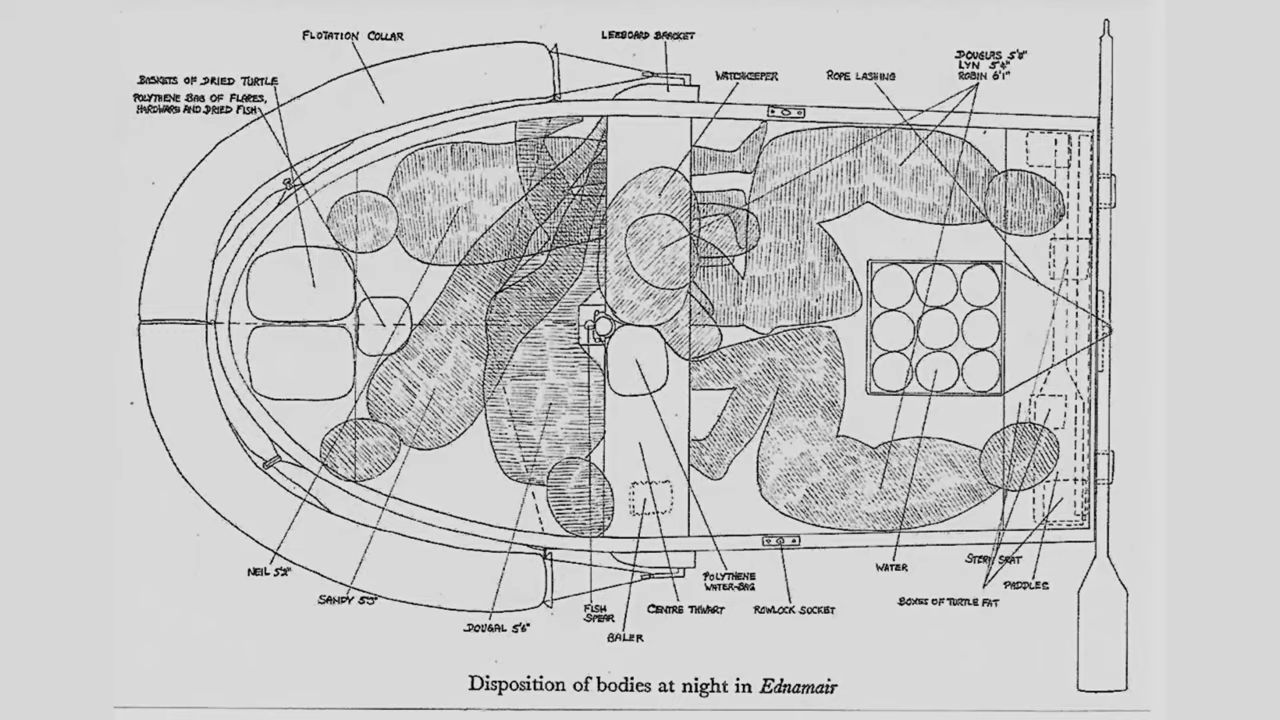 FLOTATION COLLAR
LEEBOARD BRACKET
DOUGLAS 5'8"
LYN 5'4"
ROBIN 6'1"
BASKETS OF DRIED TURTLE
POLYTHENE BAG OF FLARES,
HARDWARE AND DRIED FISH
WATCHKEEPER
ROPE LASHING
NEIL 5'2"
SANDY 5'5"
DOUGAL 5'6"
FISH
SPEAR
BALER
CENTRE THWART
POLYTHENE
WATER-BAG
ROWLOCK SOCKET
WATER
STERN SEAT
PADDLES
BOXES OF TURTLE FAT
Disposition of bodies at night in Ednamair